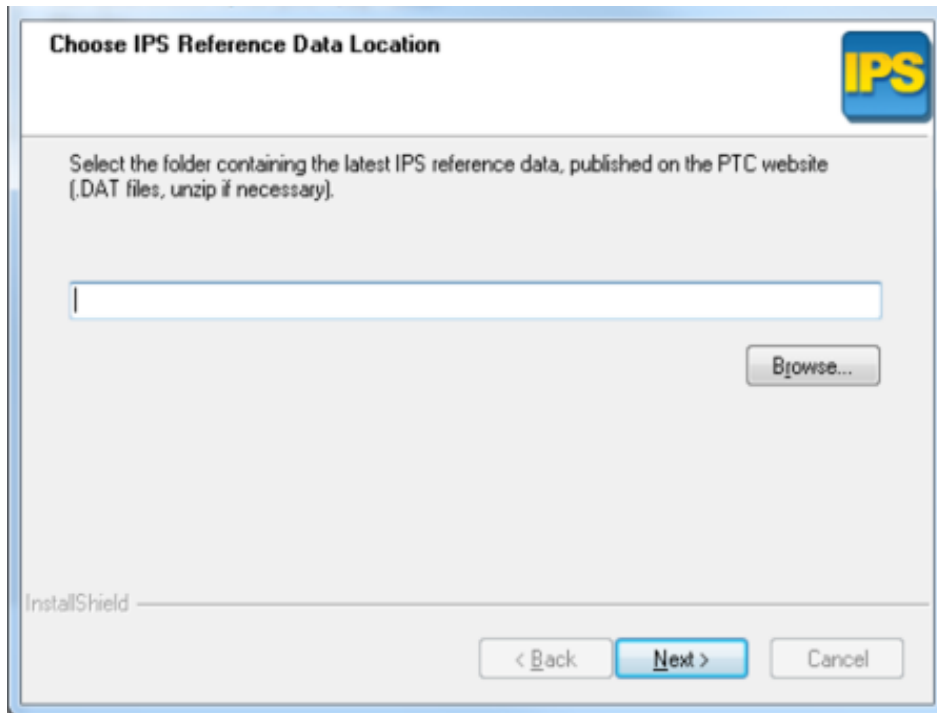 Choose IPS Reference Data Location
IPS
Select the folder containing the latest IPS reference data, published on the PTC website
(.DAT files, unzip if necessary).
Browse...
InstallShield
< Back
Next >
Cancel